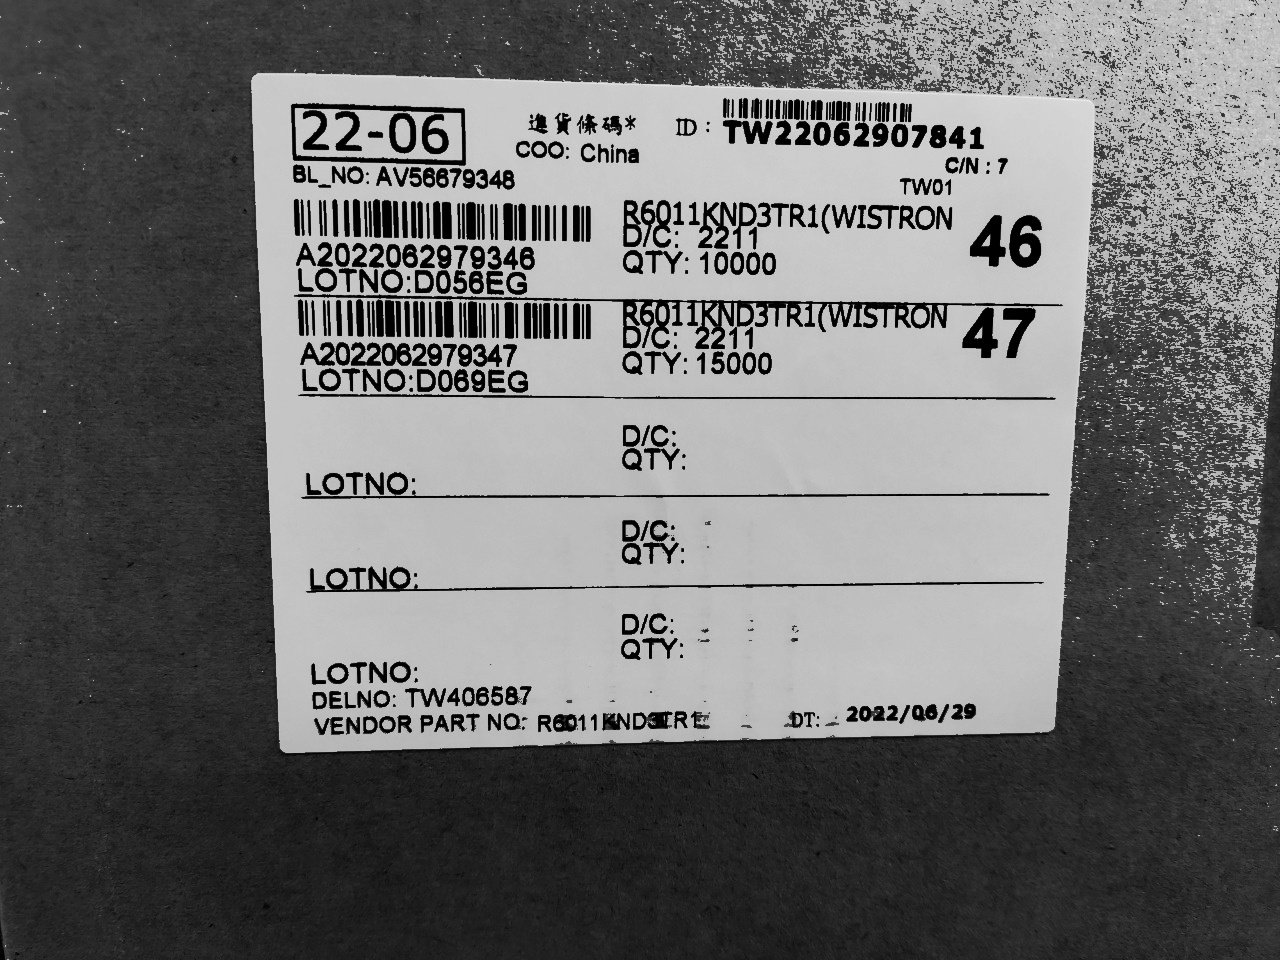 22-06
進貨條碼*
ID : TW22062907841
COO: China
C/N : 7
BL_NO: AV56679348
TW01
R6011KND3TR1(WISTRON
46
D/C: 2211
A2022062979346
QTY: 10000
LOTNO:D056EG
R6011KND3TR1(WISTRON
47
D/C: 2211
A2022062979347
QTY: 15000
LOTNO:D069EG
D/C:
QTY:
LOTNO:
D/C:
QTY:
LOTNO:
D/C:
QTY:
LOTNO:
DELNO: TW406587
VENDOR PART NO: R6011KND3TR1
DT: 2022/06/29